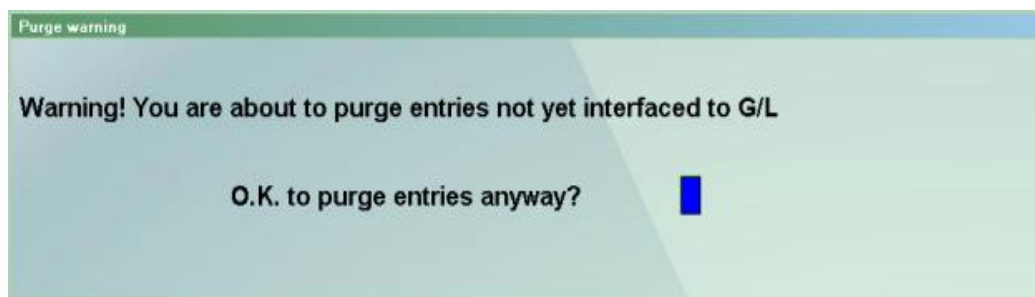 Purge warning
Warning! You are about to purge entries not yet interfaced to G/L
O.K. to purge entries anyway?